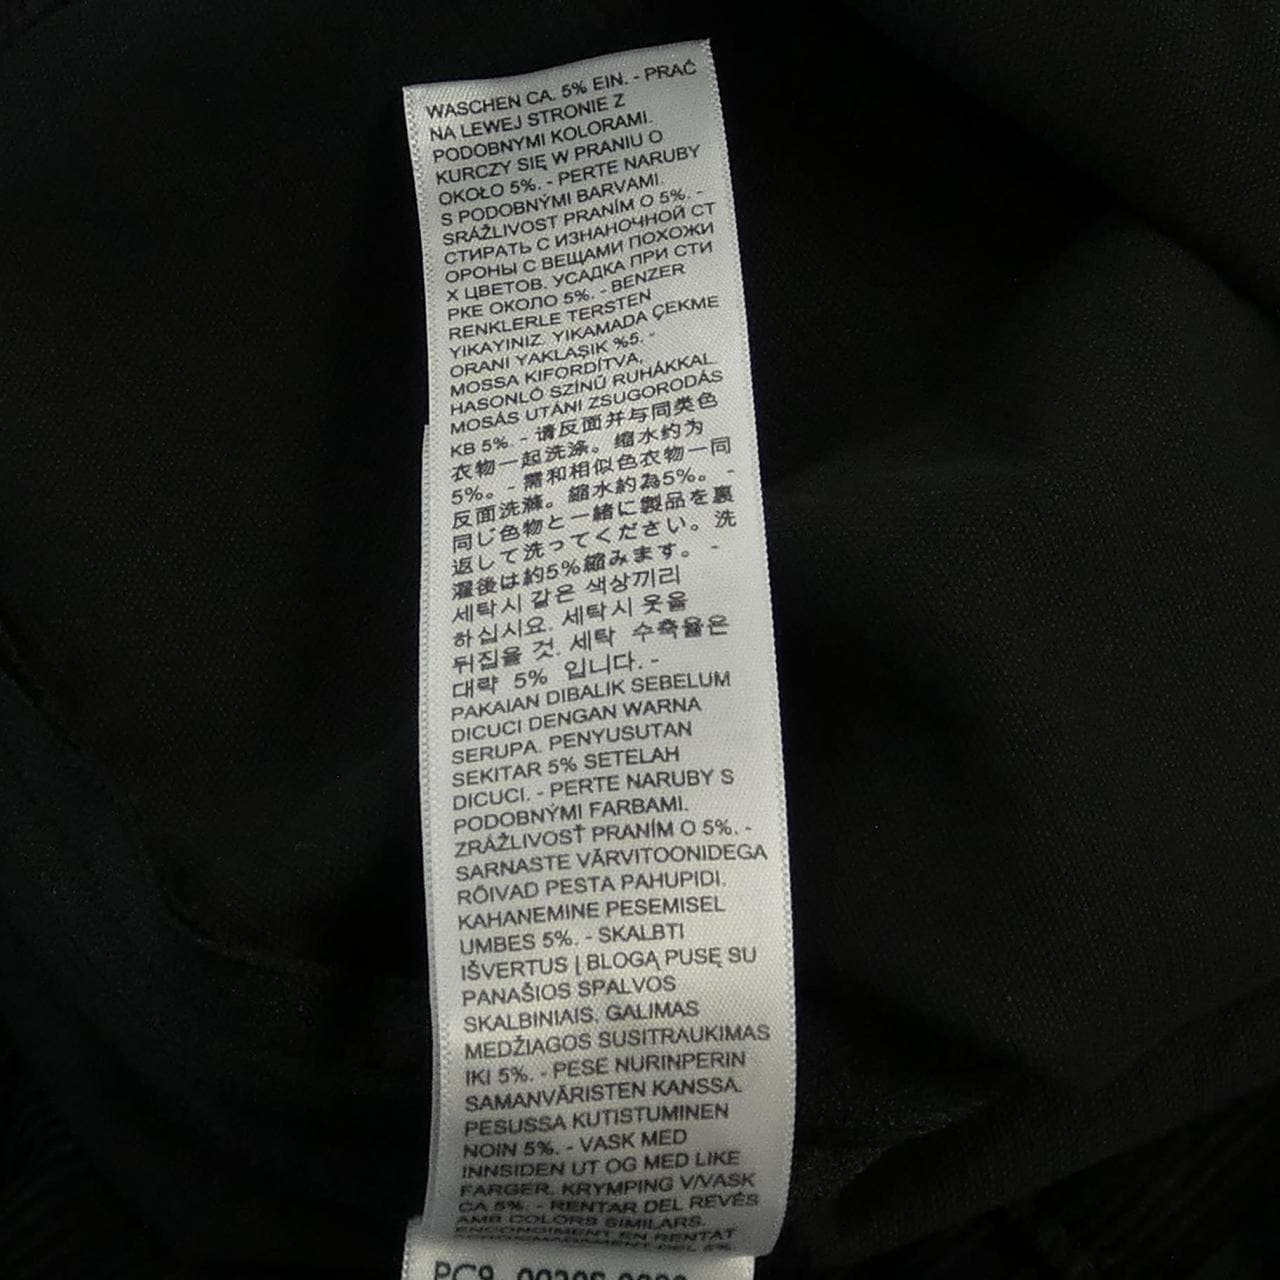 WASCHEN CA. 5% EIN. - PRAĆ
NA LEWEJ STRONIE Z
PODOBNYMI KOLORAMI.
KURCZY SIĘ W PRANIU O
OKOŁO 5%. - PERTE NARUBY
S PODOBNÝMI BARVAMI.
SRÁŽLIVOST PRANÍM O 5%. -
СТИРАТЬ С ИЗНАНОЧНОЙ СТ
ОРОНЫ С ВЕЩАМИ ПОХОЖИ
Х ЦВЕТОВ. УСАДКА ПРИ СТИ
РКЕ ОКОЛО 5%. - BENZER
RENKLERLE TERSTEN
YIKAYINIZ. YIKAMADA ÇEKME
ORANI YAKLAŞIK %5. -
MOSSA KIFORDÍTVA,
HASONLÓ SZÍNŰ RUHÁKKAL.
MOSÁS UTÁNI ZSUGORODÁS
KB 5%. - 请反面并与同类色
衣物一起洗涤。缩水约为
5%。- 需和相似色衣物一同
反面洗滌。縮水約為5%。 -
同じ色物と一緒に製品を裏
返して洗ってください。洗
濯後は約5%縮みます。 -
세탁시 같은 색상끼리
하십시요. 세탁시 옷을
뒤집을 것. 세탁 수축율은
대략 5% 입니다. -
PAKAIAN DIBALIK SEBELUM
DICUCI DENGAN WARNA
SERUPA. PENYUSUTAN
SEKITAR 5% SETELAH
DICUCI. - PERTE NARUBY S
PODOBNÝMI FARBAMI.
ZRÁŽLIVOSŤ PRANÍM O 5%. -
SARNASTE VÄRVITOONIDEGA
RÕIVAD PESTA PAHUPIDI.
KAHANEMINE PESEMISEL
UMBES 5%. - SKALBTI
IŠVERTUS Į BLOGĄ PUSĘ SU
PANAŠIOS SPALVOS
SKALBINIAIS. GALIMAS
MEDŽIAGOS SUSITRAUKIMAS
IKI 5%. - PESE NURINPERIN
SAMANVÄRISTEN KANSSA.
PESUSSA KUTISTUMINEN
NOIN 5%. - VASK MED
INNSIDEN UT OG MED LIKE
FARGER. KRYMPING V/VASK
CA 5%. - RENTAR DEL REVÉS
AMB COLORS SIMILARS.
ENCONGIMENT EN RENTAT
DEL 5%